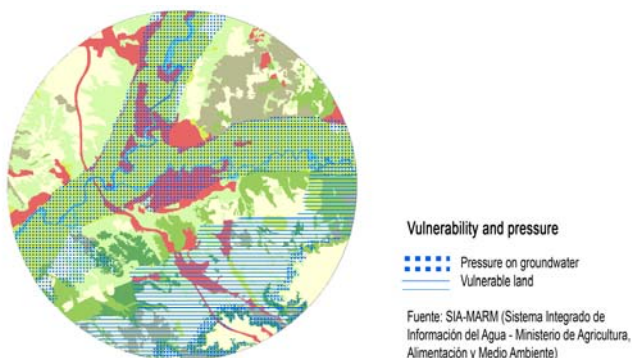 Vulnerability and pressure
Pressure on groundwater
Vulnerable land
Fuente: SIA-MARM (Sistema Integrado de
Información del Agua - Ministerio de Agricultura,
Alimentación y Medio Ambiente)